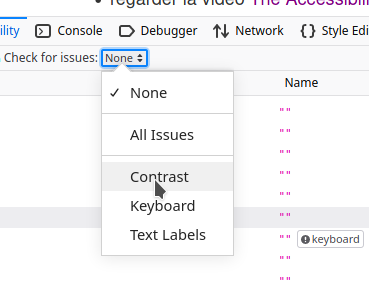 • regarder la video The Accessibili
ility Console Debugger Network Style Edi
Check for issues: None
✓ None
All Issues
Contrast
Keyboard
Text Labels
Name
""
""
""
""
""
""
"" keyboard
""
""